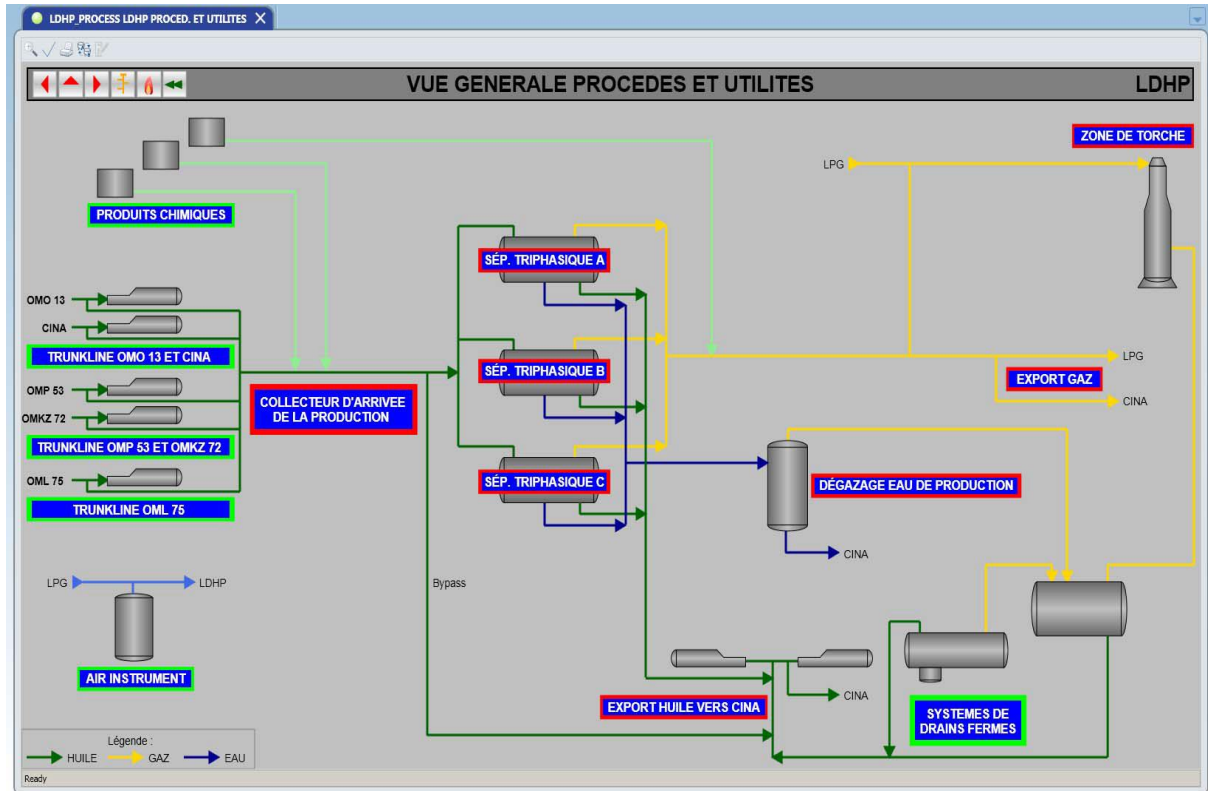 LDHP_PROCESS LDHP PROCED. ET UTILITES X
VUE GENERALE PROCEDES ET UTILITÉS
LDHP
ZONE DE TORCHE
LPG
PRODUITS CHIMIQUES
SÉP. TRIPHASIQUE A
OMO 13
CINA
TRUNKLINE OMO 13 ET CINA
LPG
SÉP. TRIPHASIQUE B
EXPORT GAZ
OMP 53
COLLECTEUR D'ARRIVEE
DE LA PRODUCTION
CINA
OMKZ 72
TRUNKLINE OMP 53 ET OMKZ 72
OML 75
SÉP. TRIPHASIQUE C
DÉGAZAGE EAU DE PRODUCTION
TRUNKLINE OML 75
CINA
LPG
LDHP
Bypass
AIR INSTRUMENT
CINA
EXPORT HUILE VERS CINA
SYSTEMES DE
DRAINS FERMES
Légende :
HUILE
GAZ
EAU
Ready